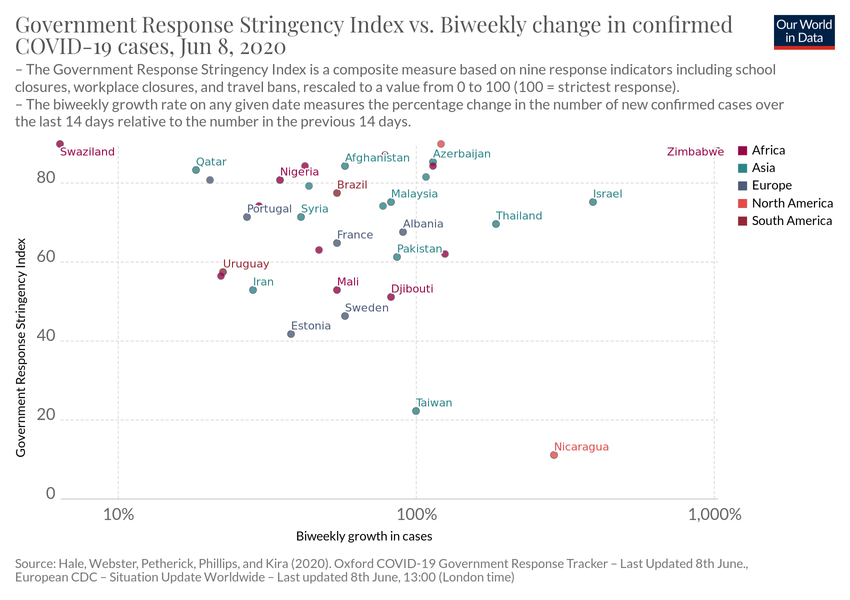 Government Response Stringency Index vs. Biweekly change in confirmed
COVID-19 cases, Jun 8, 2020
Our World
in Data
– The Government Response Stringency Index is a composite measure based on nine response indicators including school
closures, workplace closures, and travel bans, rescaled to a value from 0 to 100 (100 = strictest response).
– The biweekly growth rate on any given date measures the percentage change in the number of new confirmed cases over
the last 14 days relative to the number in the previous 14 days.
Swaziland
Qatar
Nigeria
Afghanistan
Azerbaijan
Zimbabwe
Africa
Asia
Europe
North America
South America
80
Brazil
Malaysia
Israel
Portugal
Syria
Thailand
Albania
France
Pakistan
60
Uruguay
Iran
Mali
Djibouti
Sweden
Estonia
40
Taiwan
20
Nicaragua
0
Government Response Stringency Index
10%
100%
1,000%
Biweekly growth in cases
Source: Hale, Webster, Petherick, Phillips, and Kira (2020). Oxford COVID-19 Government Response Tracker – Last Updated 8th June.,
European CDC – Situation Update Worldwide – Last updated 8th June, 13:00 (London time)